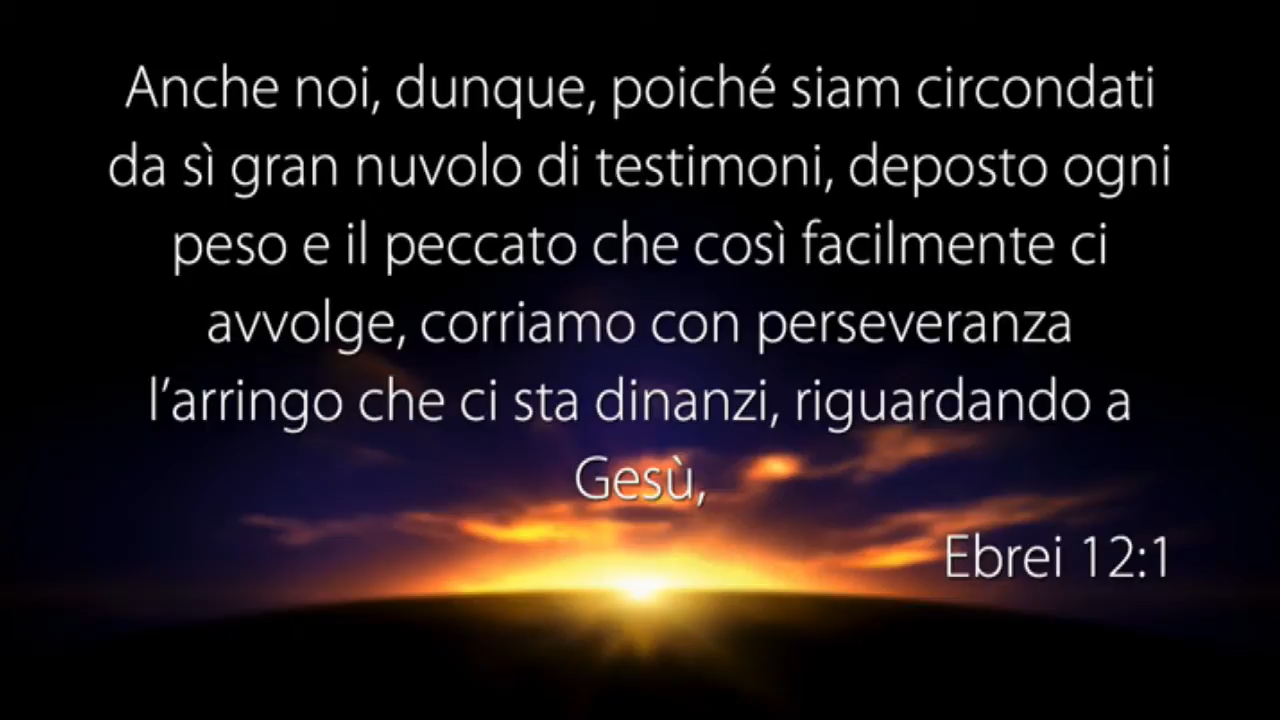 Anche noi, dunque, poiché siam circondati
da sì gran nuvolo di testimoni, deposto ogni
peso e il peccato che così facilmente ci
avvolge, corriamo con perseveranza
l’arringo che ci sta dinanzi, riguardando a
Gesù,
Ebrei 12:1